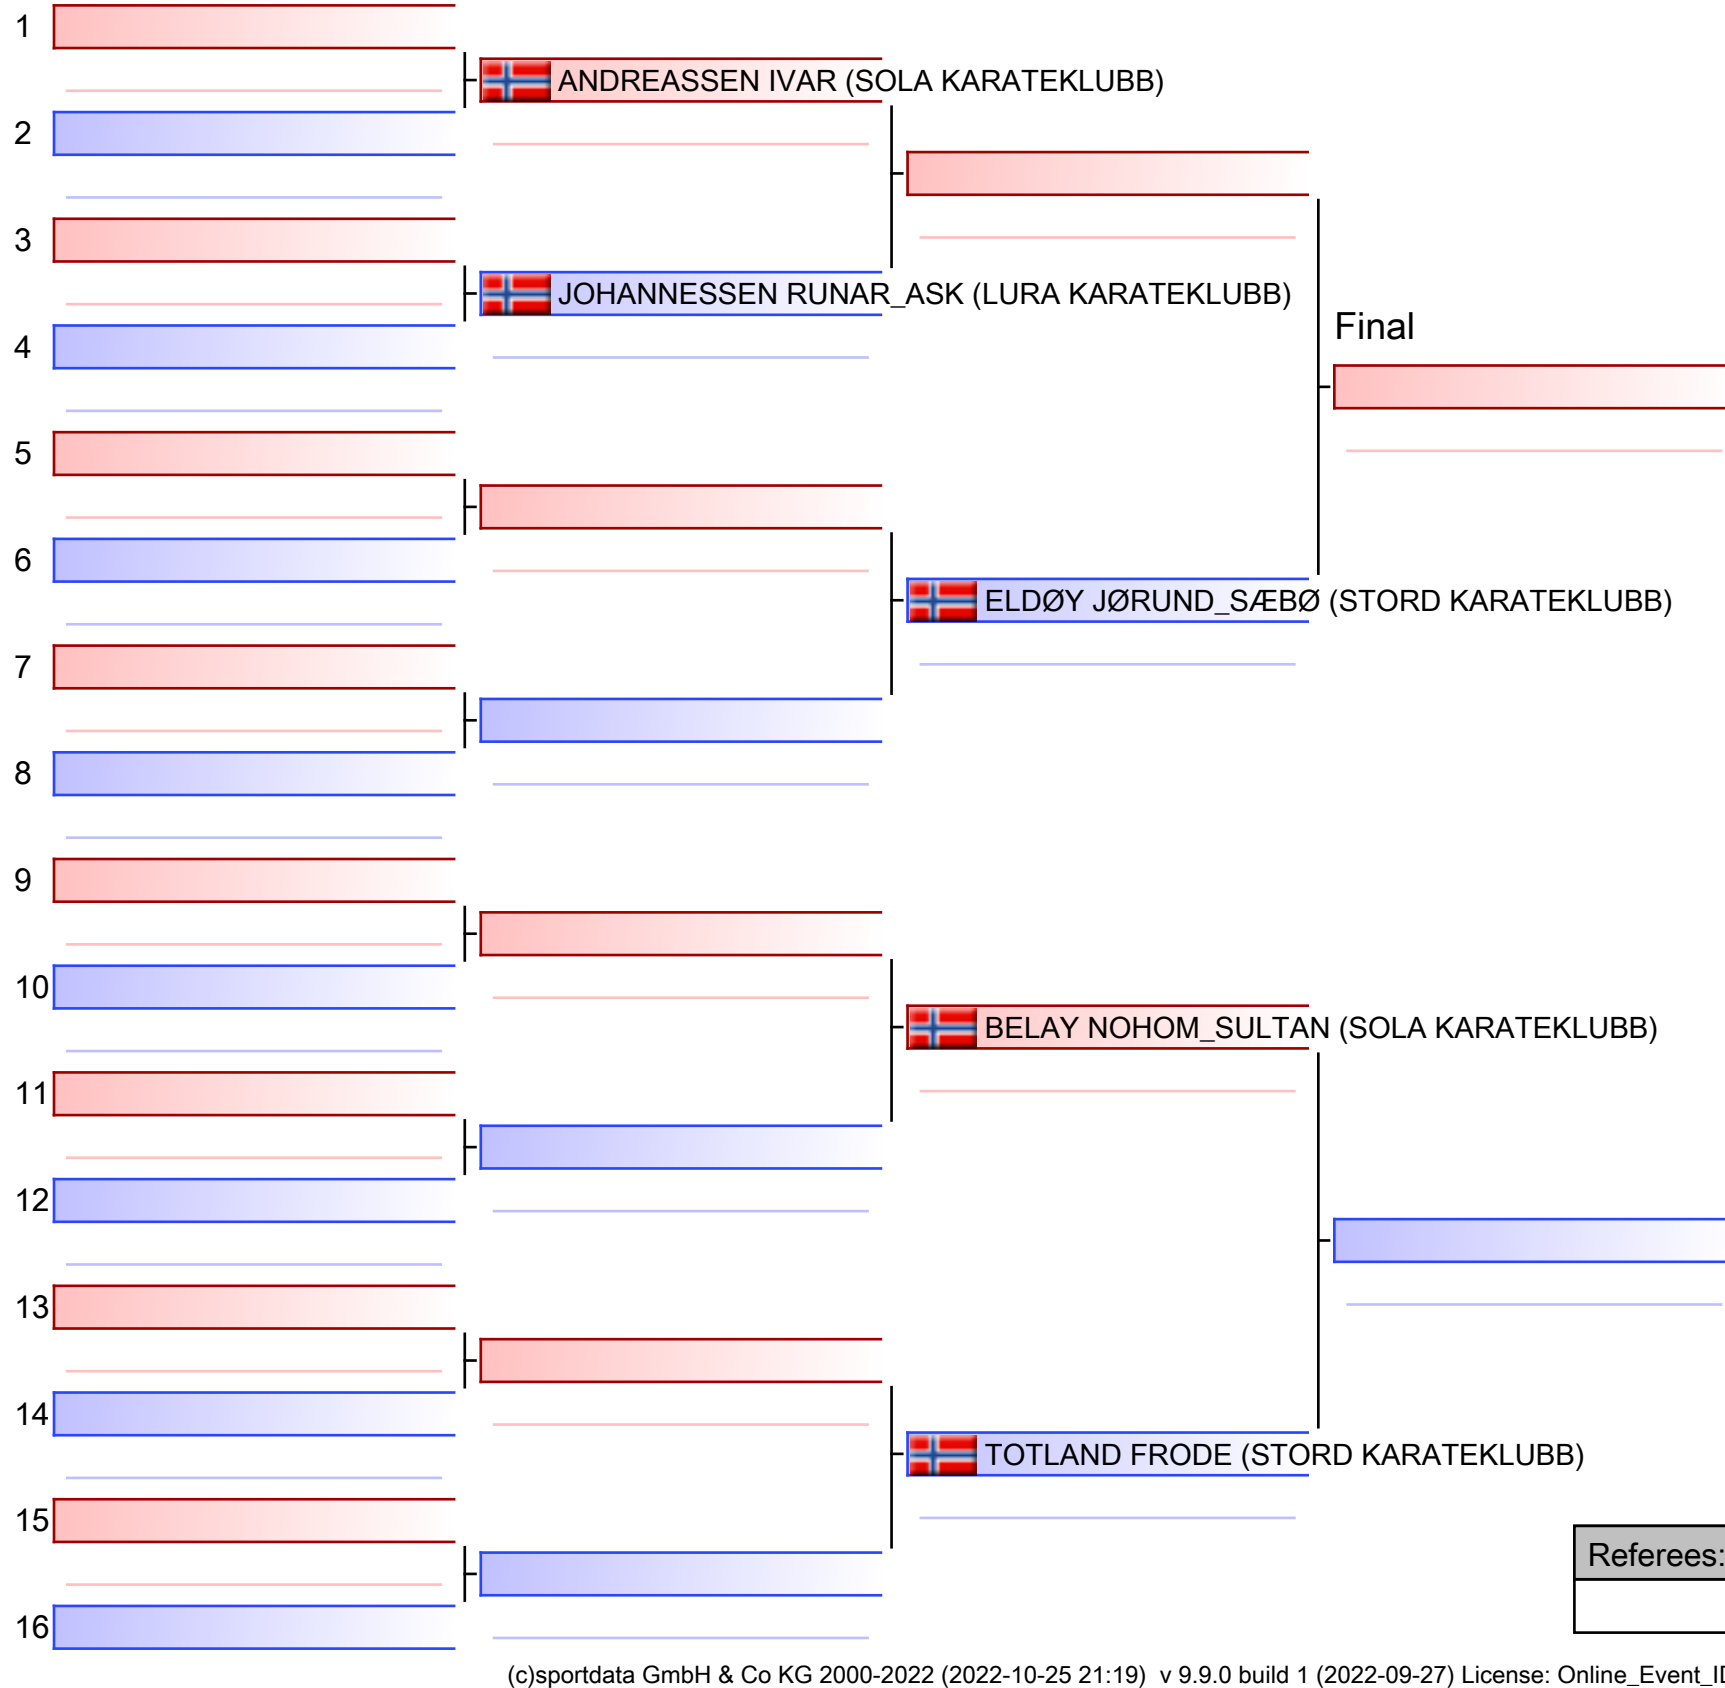 1
ANDREASSEN IVAR (SOLA KARATEKLUBB)
2
3
JOHANNESSEN RUNAR_ASK (LURA KARATEKLUBB)
4
Final
5
6
ELDØY JØRUND_SÆBØ (STORD KARATEKLUBB)
7
8
9
10
BELAY NOHOM_SULTAN (SOLA KARATEKLUBB)
11
12
13
14
TOTLAND FRODE (STORD KARATEKLUBB)
15
Referees:
16
(c)sportdata GmbH & Co KG 2000-2022 (2022-10-25 21:19) v 9.9.0 build 1 (2022-09-27) License: Online_Event_ID